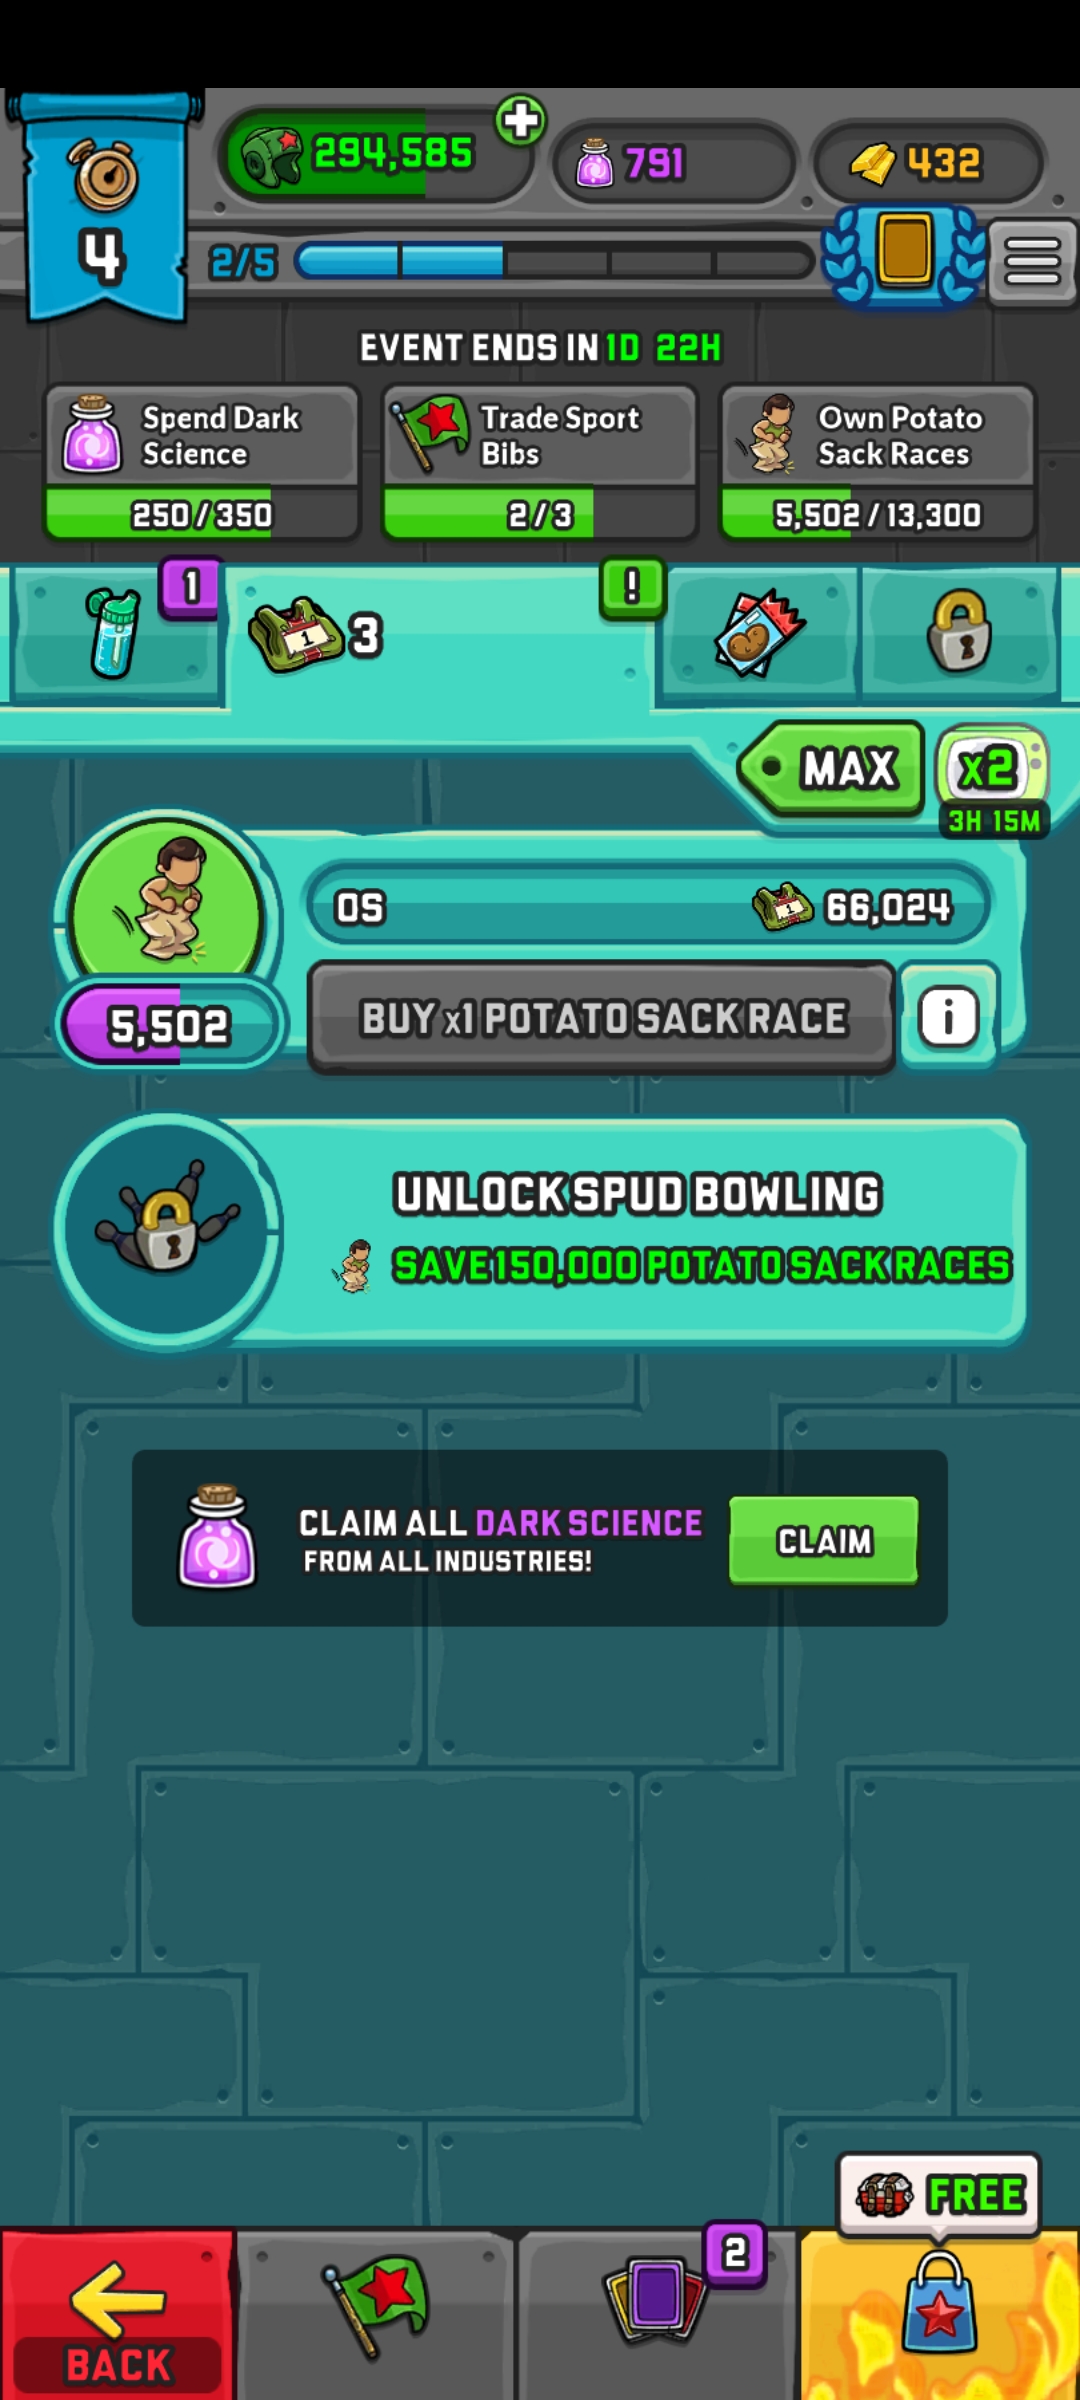 294,585
791
432
4
2/5
EVENT ENDS IN 1D 22H
Spend Dark
Science
250/350
Trade Sport
Bibs
2/3
Own Potato
Sack Races
5,502/13,300
1
1
3
!
MAX
x2
3H 15M
0S
1
66,024
5,502
BUY x1 POTATO SACK RACE
i
UNLOCK SPUD BOWLING
SAVE 150,000 POTATO SACK RACES
CLAIM ALL DARK SCIENCE
FROM ALL INDUSTRIES!
CLAIM
FREE
2
BACK